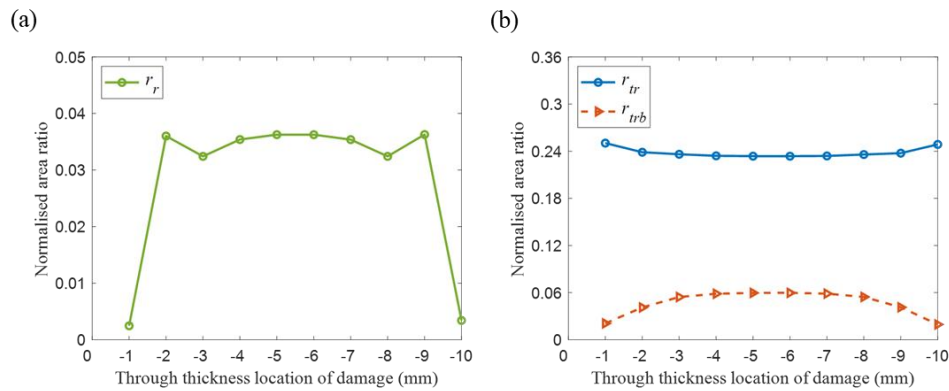 (a)
Normalised area ratio
0.05
0.04
0.03
0.02
0.01
0
r_r
0 -1 -2 -3 -4 -5 -6 -7 -8 -9 -10
Through thickness location of damage (mm)
(b)
Normalised area ratio
0.36
0.3
0.24
0.18
0.12
0.06
0
r_tr
r_trb
0 -1 -2 -3 -4 -5 -6 -7 -8 -9 -10
Through thickness location of damage (mm)